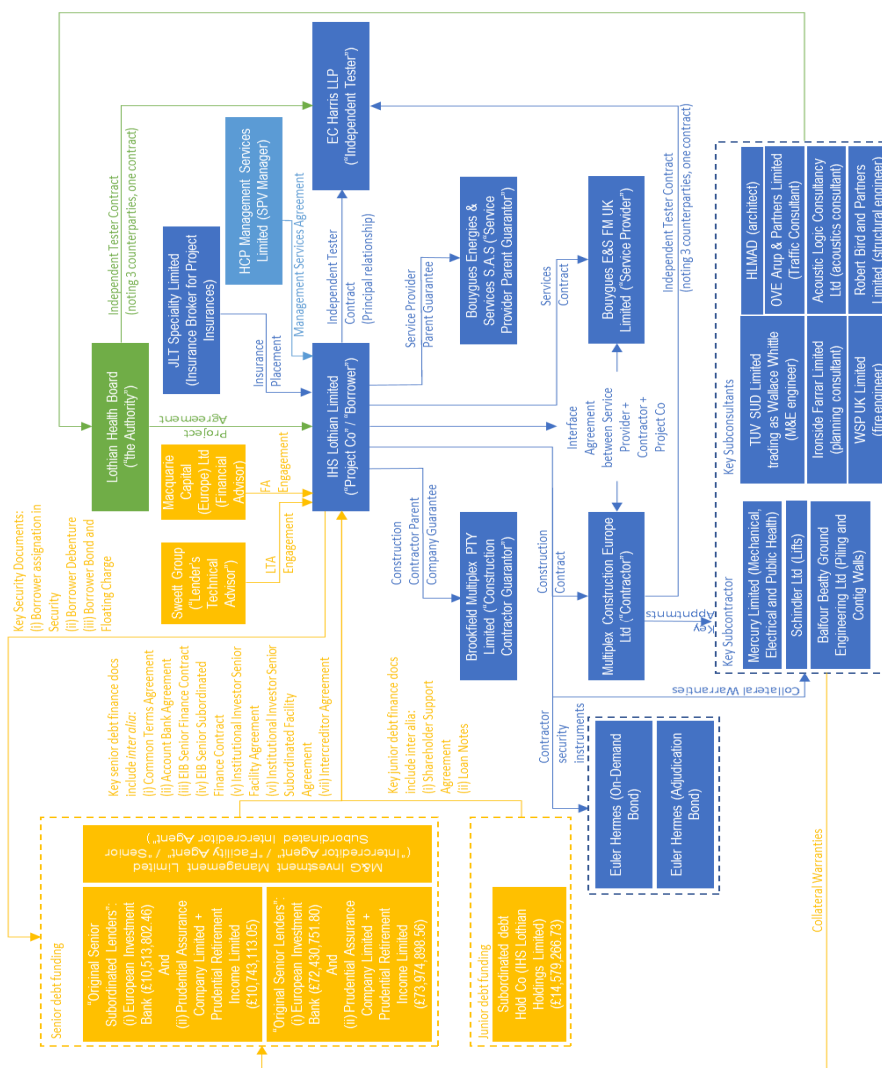 Senior debt funding
"Original Senior
Subordinated Lenders":
(i) European Investment
Bank (£10,513,802.46)
And
(ii) Prudential Assurance
Company Limited +
Prudential Retirement
Income Limited
(£10,743,113.05)
"Original Senior Lenders":
(i) European Investment
Bank (£72,430,751.80)
And
(ii) Prudential Assurance
Company Limited +
Prudential Retirement
Income Limited
(£73,974,898.56)
M&G Investment Management Limited
("Intercreditor Agent" / "Facility Agent" / "Senior
Subordinated Intercreditor Agent")
Junior debt funding
Subordinated debt
Hold Co (IHS Lothian
Holdings Limited)
(£14,579,266.73)
Key Security Documents:
(i) Borrower assignation in
Security
(ii) Borrower Debenture
(iii) Borrower Bond and
Floating Charge
Key senior debt finance docs
include inter alia:
(i) Common Terms Agreement
(ii) Account Bank Agreement
(iii) EIB Senior Finance Contract
(iv) EIB Senior Subordinated
Finance Contract
(v) Institutional Investor Senior
Facility Agreement
(vi) Institutional Investor Senior
Subordinated Facility
Agreement
(vii) Intercreditor Agreement
Key junior debt finance docs
include inter alia:
(i) Shareholder Support
Agreement
(ii) Loan Notes
Sweett Group
("Lender's
Technical
Advisor")
LTA
Engagement
Macquarie
Capital
(Europe) Ltd
(Financial
Advisor)
FA
Engagement
Lothian Health Board
("the Authority")
Project
Agreement
Independent Tester Contract
(noting 3 counterparties, one contract)
JLT Speciality Limited
(Insurance Broker for Project
Insurances)
Insurance
Placement
HCP Management Services
Limited (SPV Manager)
Management Services Agreement
IHS Lothian Limited
("Project Co" / "Borrower")
Independent Tester
Contract
(Principal relationship)
EC Harris LLP
("Independent Tester")
Construction
Contractor Parent
Company Guarantee
Service Provider
Parent Guarantee
Brookfield Multiplex PTY
Limited ("Construction
Contractor Guarantor")
Bouygues Energies &
Services S.A.S ("Service
Provider Parent Guarantor")
Construction
Contract
Interface
Agreement
between Service
Provider +
Contractor +
Project Co
Services
Contract
Multiplex Construction Europe
Ltd ("Contractor")
Bouygues E&S FM UK
Limited ("Service Provider")
Independent Tester Contract
(noting 3 counterparties, one contract)
Contractor
security
instruments
Euler Hermes (On-Demand
Bond)
Euler Hermes (Adjudication
Bond)
Collateral Warranties
Key
Appntmnts
Key Subcontractor
Mercury Limited (Mechanical,
Electrical and Public Health)
Schindler Ltd (Lifts)
Balfour Beatty Ground
Engineering Ltd (Piling and
Contig Walls)
Key Subconsultants
TUV SUD Limited
trading as Wallace Whittle
(M&E engineer)
Ironside Farrar Limited
(planning consultant)
WSP UK Limited
(fire engineer)
HLMAD (architect)
OVE Arup & Partners Limited
(Traffic Consultant)
Acoustic Logic Consultancy
Ltd (acoustics consultant)
Robert Bird and Partners
Limited (structural engineer)
Collateral Warranties